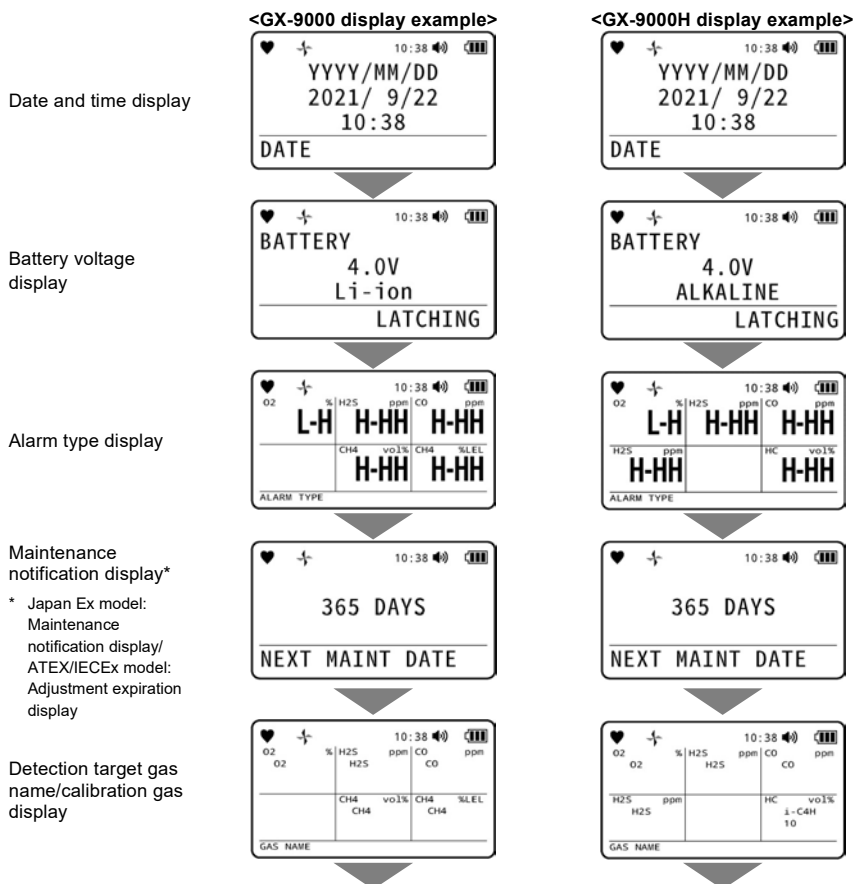 <GX-9000 display example>
<GX-9000H display example>
Date and time display
10:38
YYYY/MM/DD
2021/ 9/22
10:38
DATE
10:38
YYYY/MM/DD
2021/ 9/22
10:38
DATE
Battery voltage
display
10:38
BATTERY
4.0V
Li-ion
LATCHING
10:38
BATTERY
4.0V
ALKALINE
LATCHING
Alarm type display
10:38
O2 % H2S ppm CO ppm
L-H H-HH H-HH
CH4 vol% CH4 %LEL
H-HH H-HH
ALARM TYPE
10:38
O2 % H2S ppm CO ppm
L-H H-HH H-HH
H2S ppm HC vol%
H-HH H-HH
ALARM TYPE
Maintenance
notification display*
* Japan Ex model:
Maintenance
notification display/
ATEX/IECEx model:
Adjustment expiration
display
10:38
365 DAYS
NEXT MAINT DATE
10:38
365 DAYS
NEXT MAINT DATE
Detection target gas
name/calibration gas
display
10:38
O2 % H2S ppm CO ppm
O2 H2S CO
CH4 vol% CH4 %LEL
CH4 CH4
GAS NAME
10:38
O2 % H2S ppm CO ppm
O2 H2S CO
H2S ppm HC vol%
H2S i-C4H
10
GAS NAME